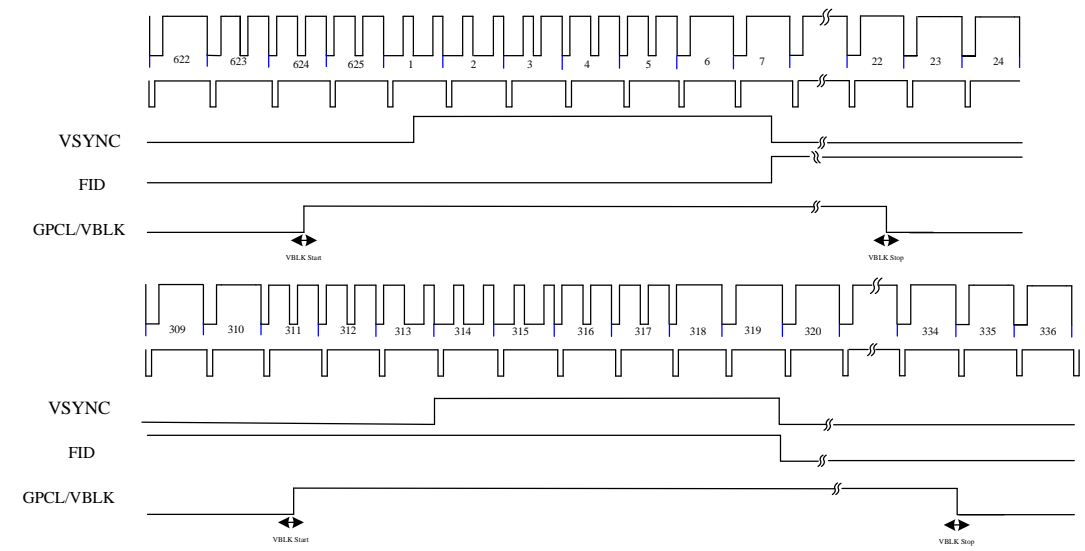 622 623 624 625 1 2 3 4 5 6 7 22 23 24
VSYNC
FID
GPCL/VBLK
VBLK Start VBLK Stop
309 310 311 312 313 314 315 316 317 318 319 320 334 335 336
VSYNC
FID
GPCL/VBLK
VBLK Start VBLK Stop